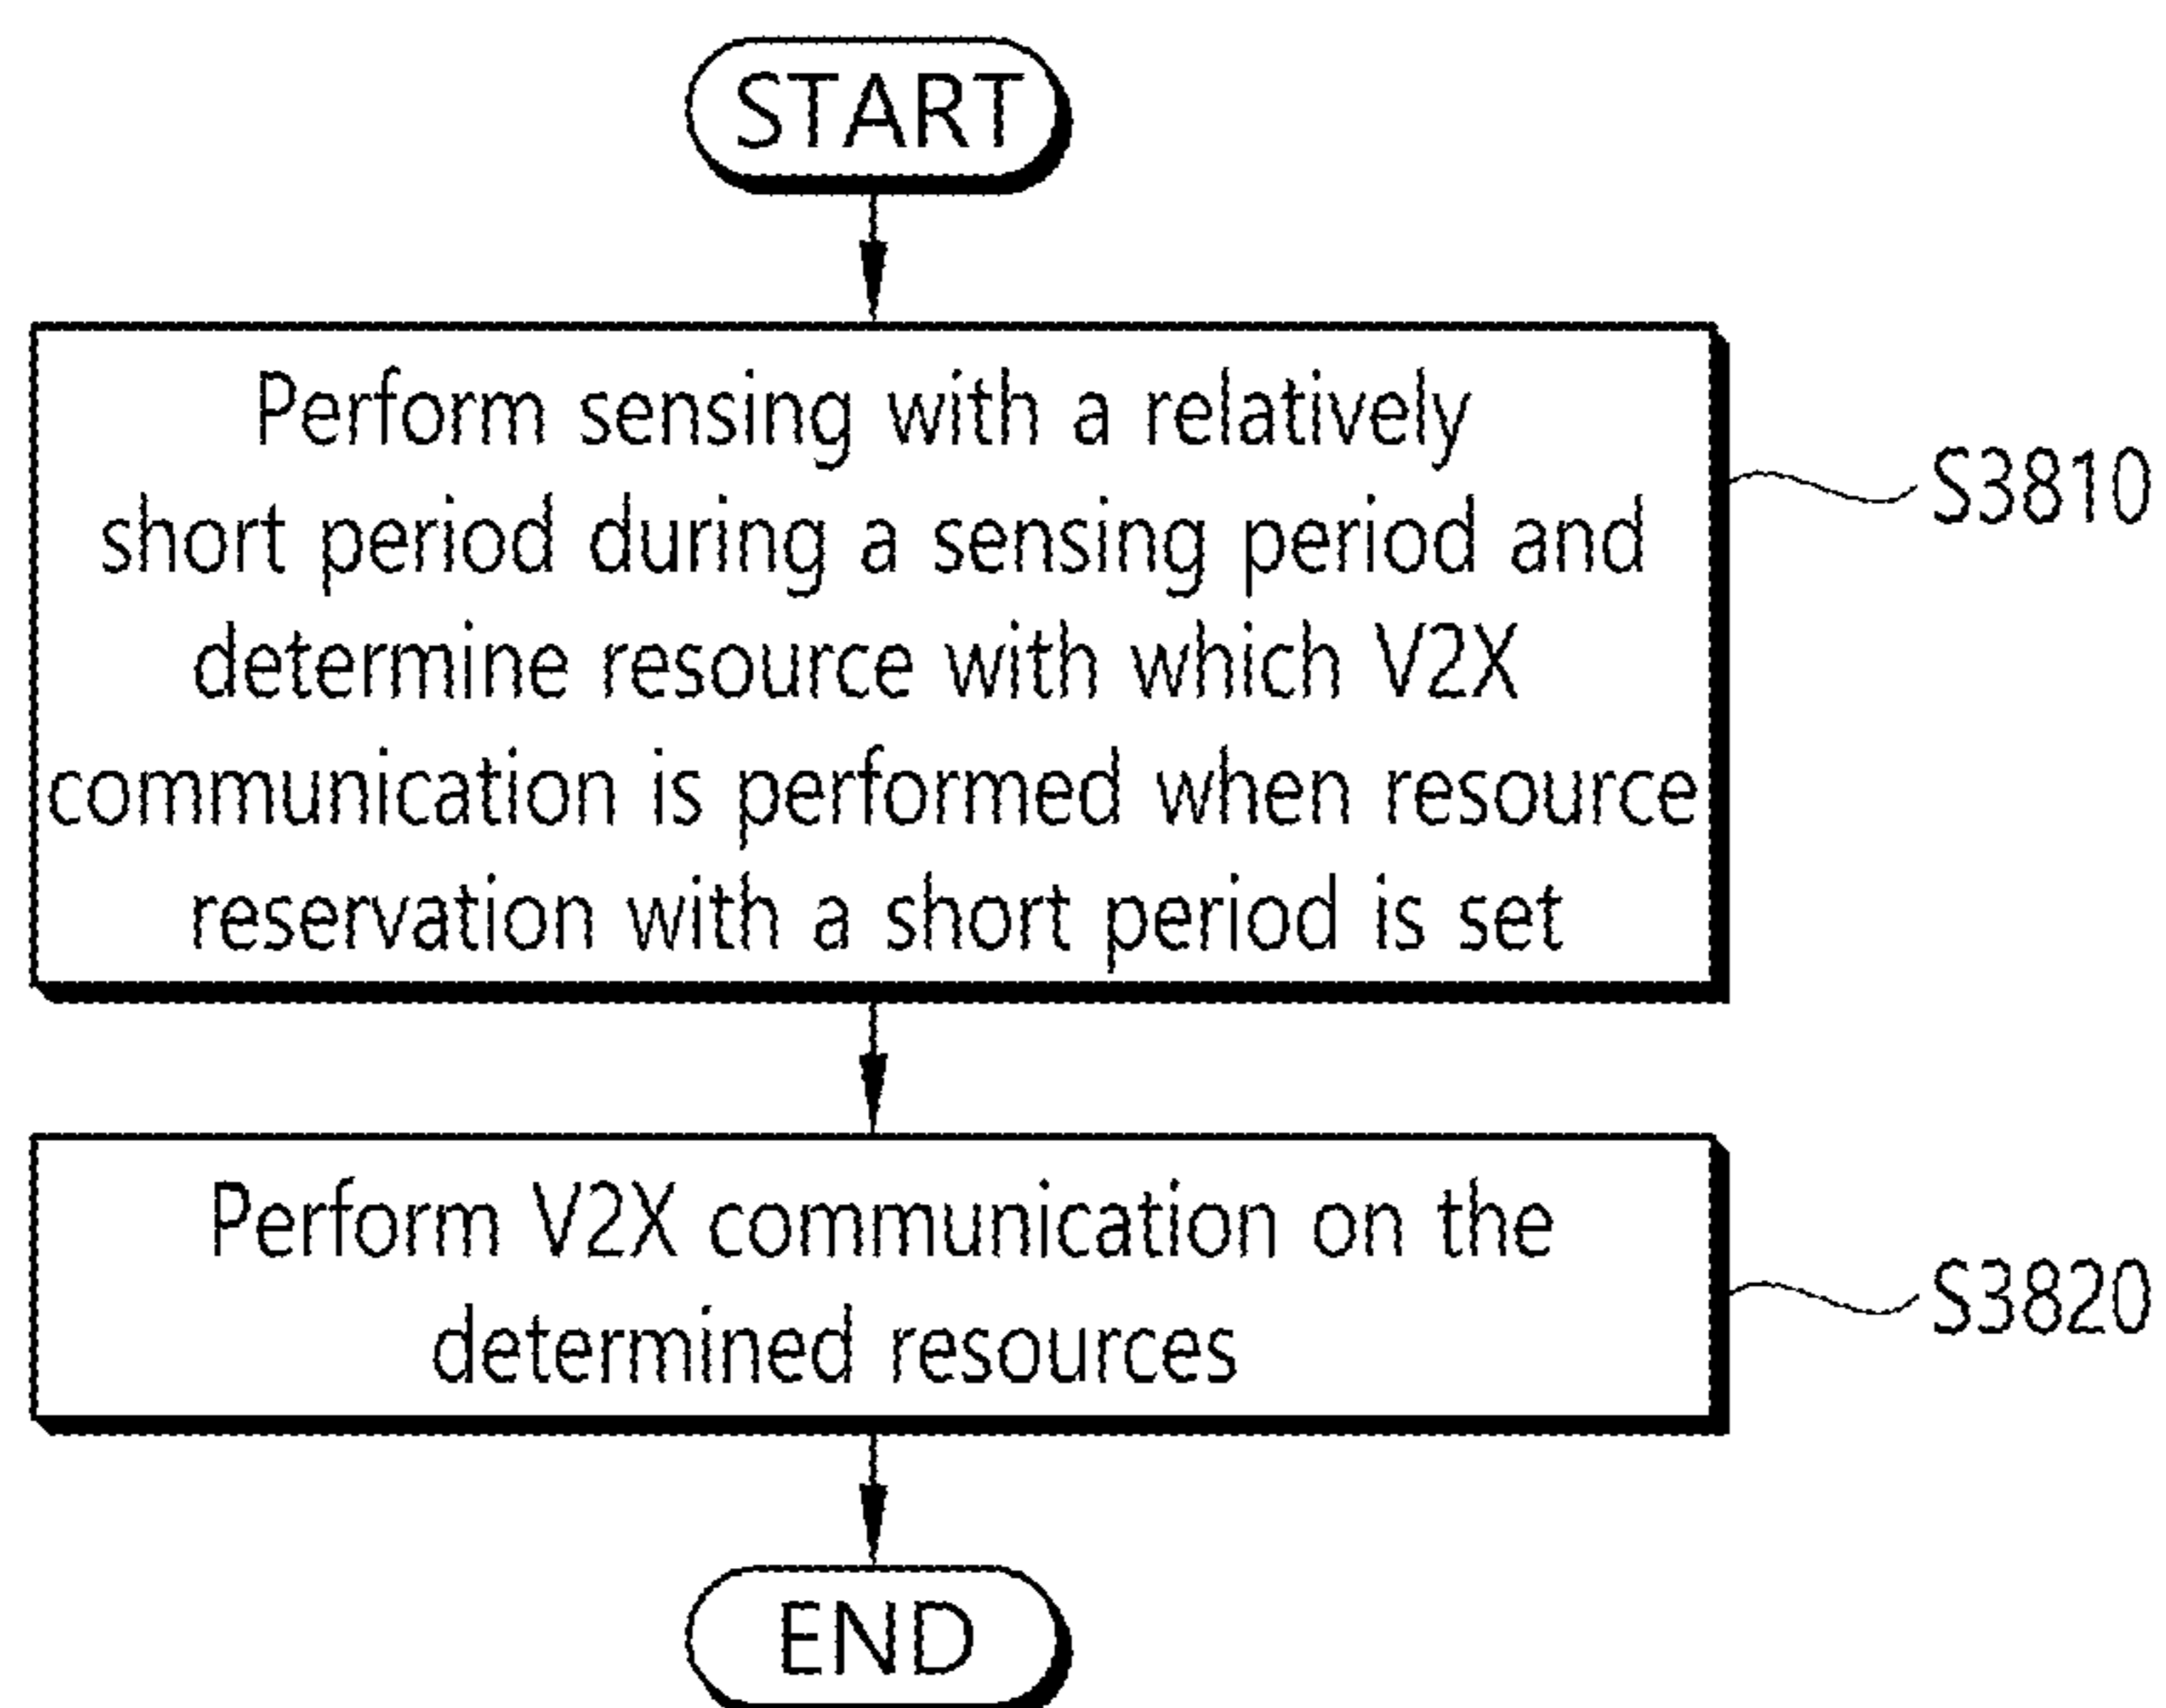 START
Perform sensing with a relatively
short period during a sensing period and
determine resource with which V2X
communication is performed when resource
reservation with a short period is set
S3810
Perform V2X communication on the
determined resources
S3820
END